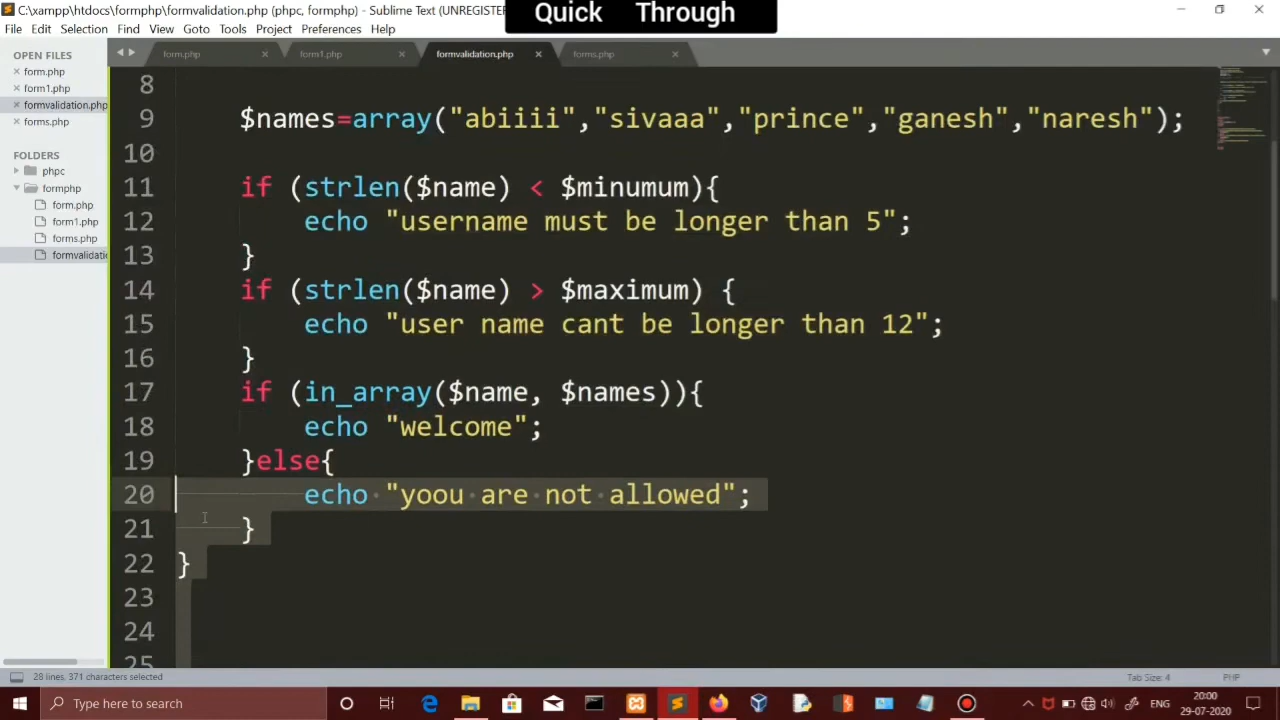 C:\xampp\htdocs\formphp\formvalidation.php (phpc, formphp) - Sublime Text (UNREGISTER
Quick Through
File Edit Selection Find View Goto Tools Project Preferences Help
OPEN FILES
form.php
form1.php
formvalidation.php
forms.php
FOLDERS
phpc
formphp
form.php
form1.php
forms.php
formvalidati
form.php form1.php formvalidation.php forms.php
8
9 $names=array("abiiii","sivaaa","prince","ganesh","naresh");
10
11 if (strlen($name) < $minumum){
12 echo "username must be longer than 5";
13 }
14 if (strlen($name) > $maximum) {
15 echo "user name cant be longer than 12";
16 }
17 if (in_array($name, $names)){
18 echo "welcome";
19 }else{
20 echo "yoou are not allowed";
21 }
22 }
23
24
25
28 lines, 371 characters selected Tab Size: 4 PHP
Type here to search
ENG
20:00
29-07-2020